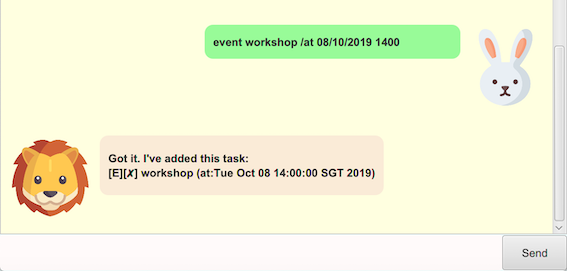 event workshop /at 08/10/2019 1400
Got it. I've added this task:
[E][✗] workshop (at:Tue Oct 08 14:00:00 SGT 2019)
Send